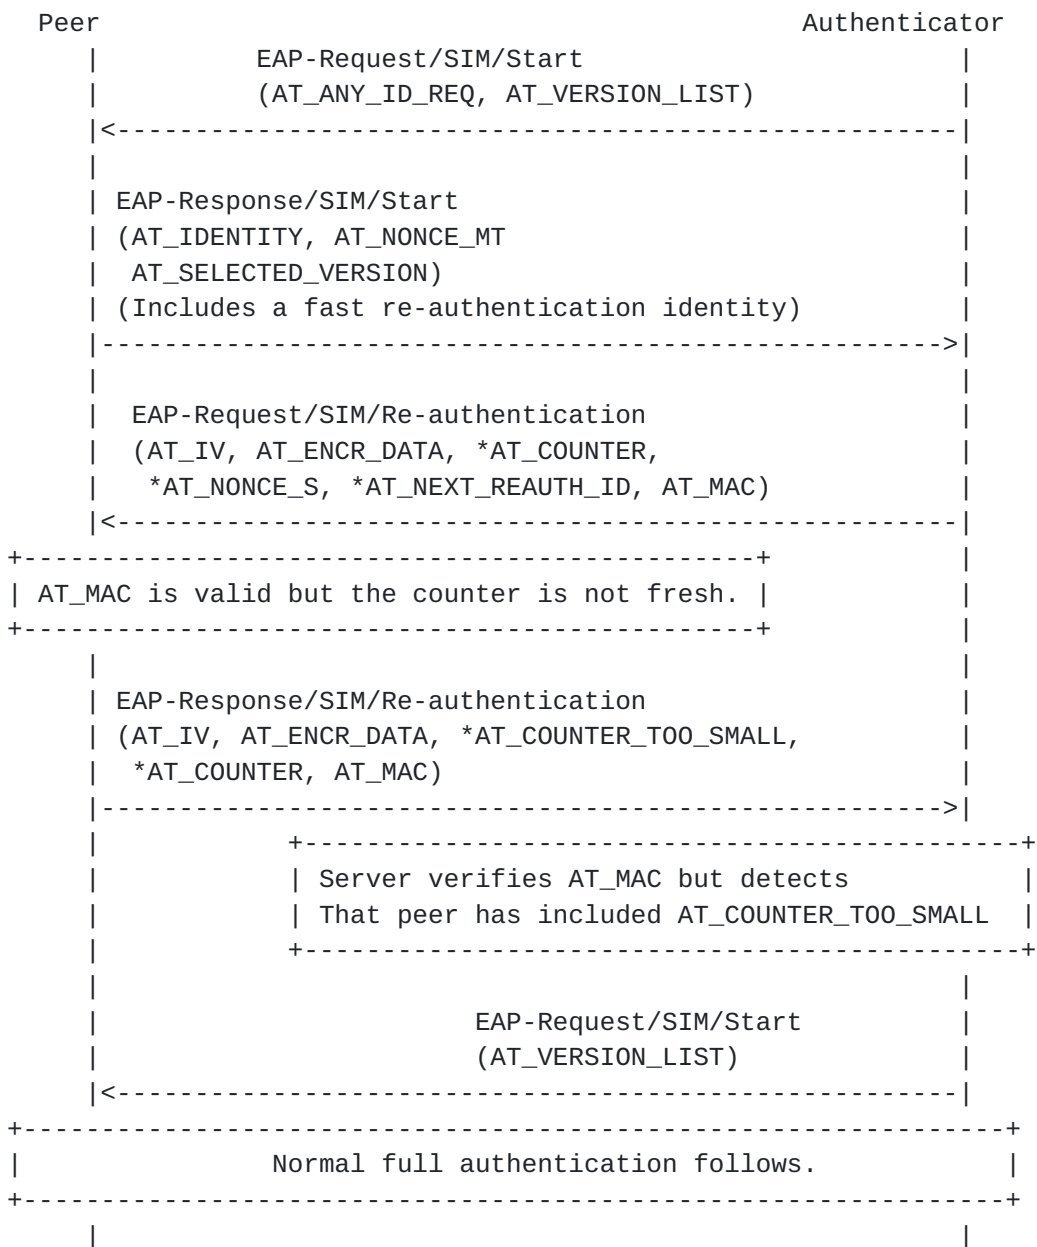 Peer Authenticator
EAP-Request/SIM/Start
(AT_ANY_ID_REQ, AT_VERSION_LIST)
EAP-Response/SIM/Start
(AT_IDENTITY, AT_NONCE_MT
AT_SELECTED_VERSION)
(Includes a fast re-authentication identity)
EAP-Request/SIM/Re-authentication
(AT_IV, AT_ENCR_DATA, *AT_COUNTER,
*AT_NONCE_S, *AT_NEXT_REAUTH_ID, AT_MAC)
AT_MAC is valid but the counter is not fresh.
EAP-Response/SIM/Re-authentication
(AT_IV, AT_ENCR_DATA, *AT_COUNTER_TOO_SMALL,
*AT_COUNTER, AT_MAC)
Server verifies AT_MAC but detects
That peer has included AT_COUNTER_TOO_SMALL
EAP-Request/SIM/Start
(AT_VERSION_LIST)
Normal full authentication follows.